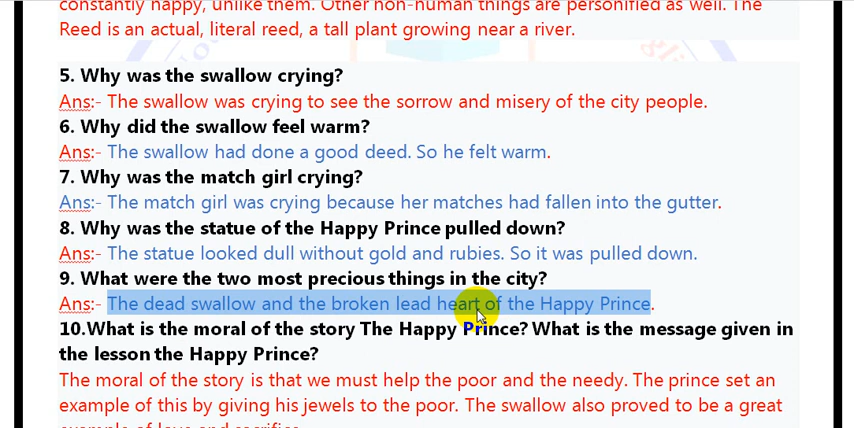 constantly happy, unlike them. Other non-human things are personified as well. The
Reed is an actual, literal reed, a tall plant growing near a river.
5. Why was the swallow crying?
Ans:- The swallow was crying to see the sorrow and misery of the city people.
6. Why did the swallow feel warm?
Ans:- The swallow had done a good deed. So he felt warm.
7. Why was the match girl crying?
Ans:- The match girl was crying because her matches had fallen into the gutter.
8. Why was the statue of the Happy Prince pulled down?
Ans:- The statue looked dull without gold and rubies. So it was pulled down.
9. What were the two most precious things in the city?
Ans:- The dead swallow and the broken lead heart of the Happy Prince.
10.What is the moral of the story The Happy Prince? What is the message given in
the lesson the Happy Prince?
The moral of the story is that we must help the poor and the needy. The prince set an
example of this by giving his jewels to the poor. The swallow also proved to be a great
example of love and sacrifice.